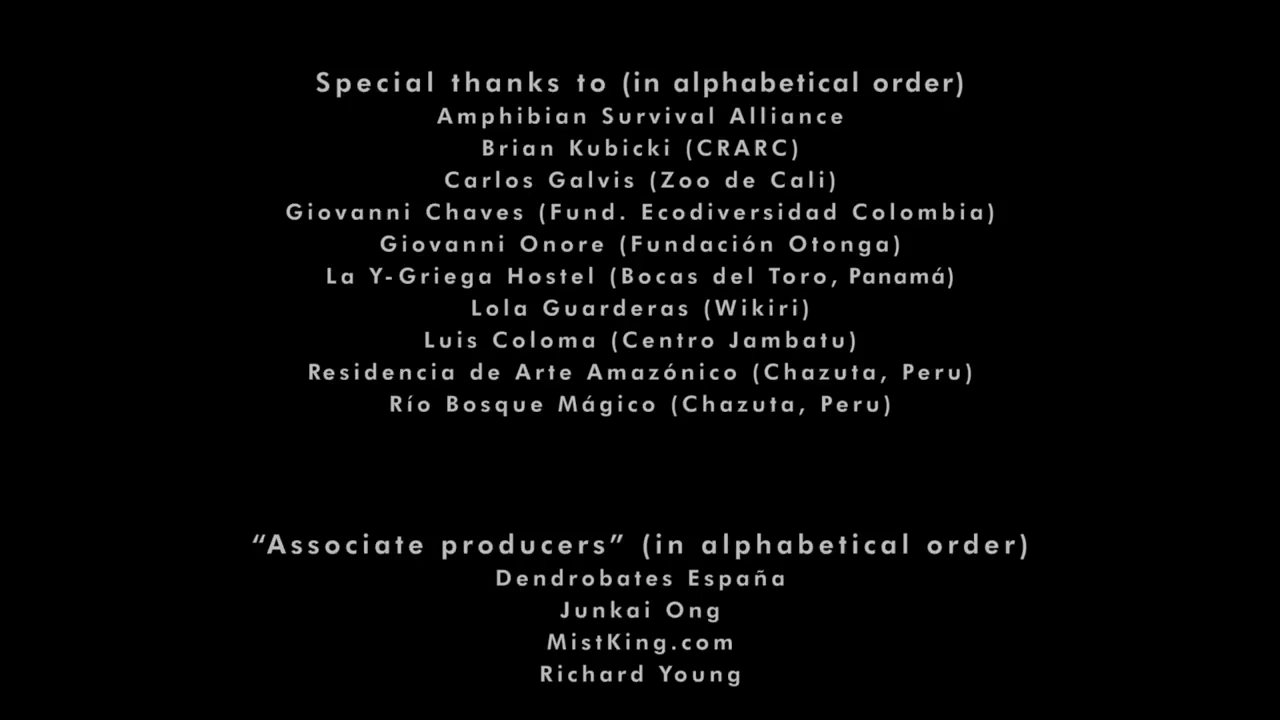 Special thanks to (in alphabetical order)
Amphibian Survival Alliance
Brian Kubicki (CRARC)
Carlos Galvis (Zoo de Cali)
Giovanni Chaves (Fund. Ecodiversidad Colombia)
Giovanni Onore (Fundación Otonga)
La Y-Griega Hostel (Bocas del Toro, Panamá)
Lola Guarderas (Wikiri)
Luis Coloma (Centro Jambatu)
Residencia de Arte Amazónico (Chazuta, Peru)
Río Bosque Mágico (Chazuta, Peru)
“Associate producers” (in alphabetical order)
Dendrobates España
Junkai Ong
MistKing.com
Richard Young